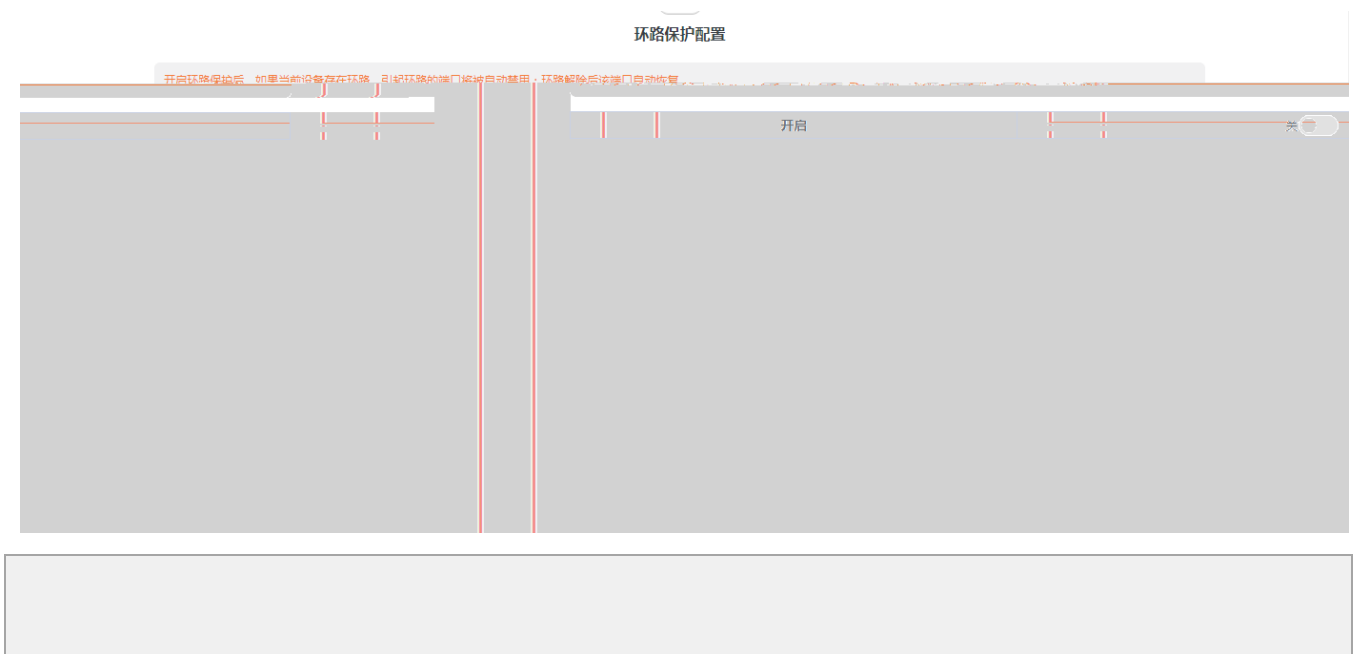 环路保护配置
开启环路保护后，如果当前设备存在环路，引起环路的端口将被自动禁用；环路解除后该端口自动恢复
开启
关